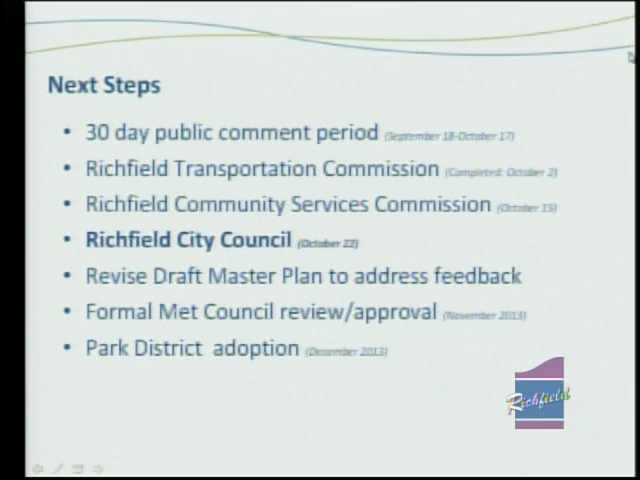 Next Steps
• 30 day public comment period (September 18-October 17)
• Richfield Transportation Commission (Completed: October 2)
• Richfield Community Services Commission (October 15)
• Richfield City Council (October 22)
• Revise Draft Master Plan to address feedback
• Formal Met Council review/approval (November 2013)
• Park District adoption (December 2013)
Richfield